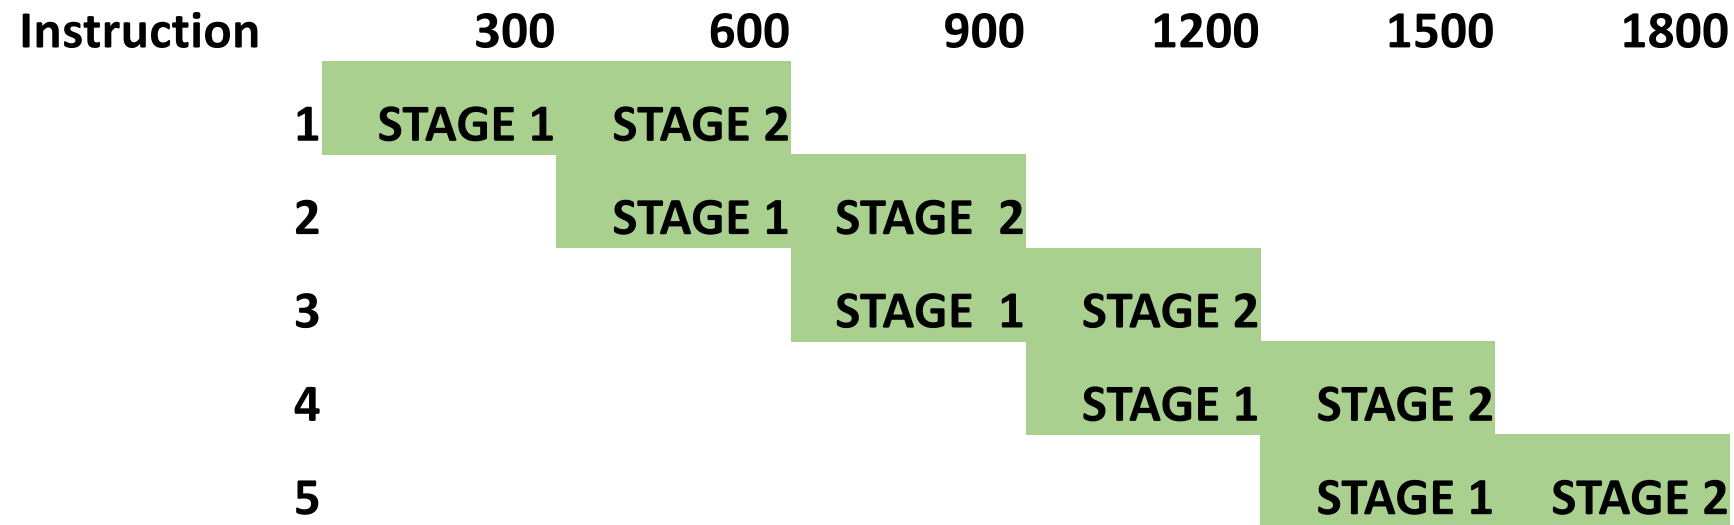 Instruction 300 600 900 1200 1500 1800
1 STAGE 1 STAGE 2
2 STAGE 1 STAGE  2
3 STAGE  1 STAGE 2
4 STAGE 1 STAGE 2
5 STAGE 1 STAGE 2